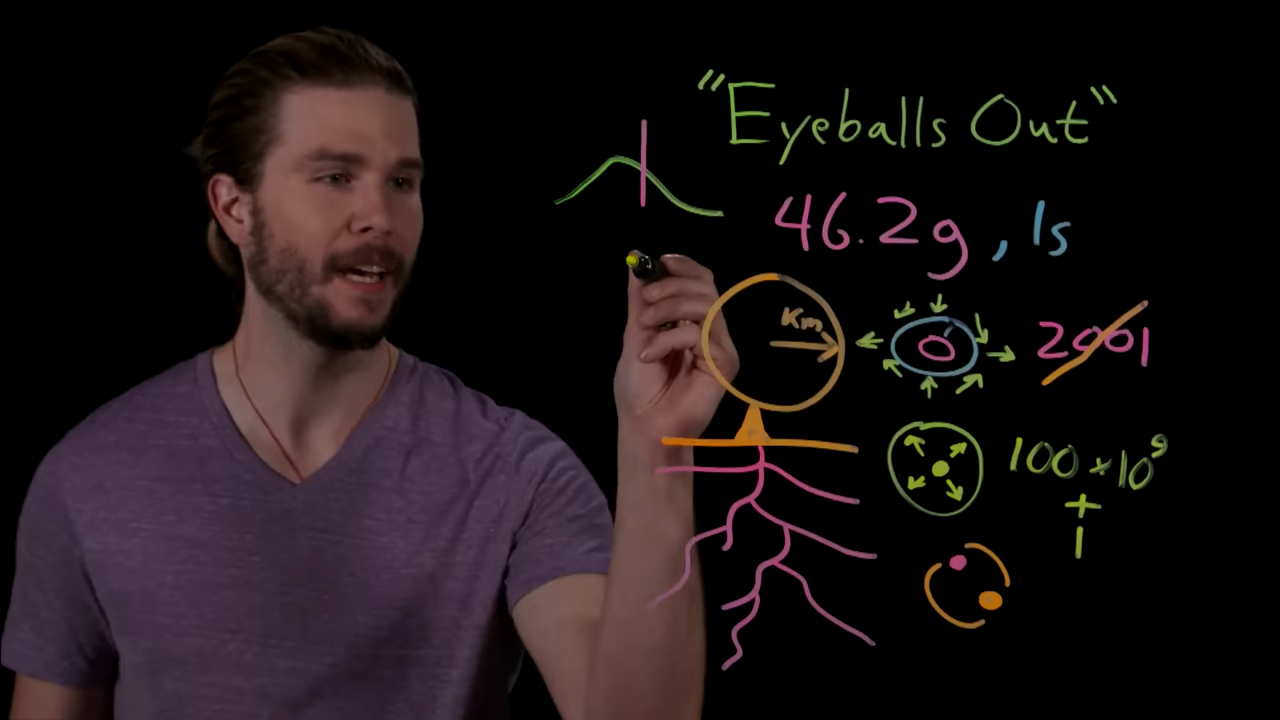 "Eyeballs Out"
46.2g, 1s
Km
2001
100 × 10⁹
+
1